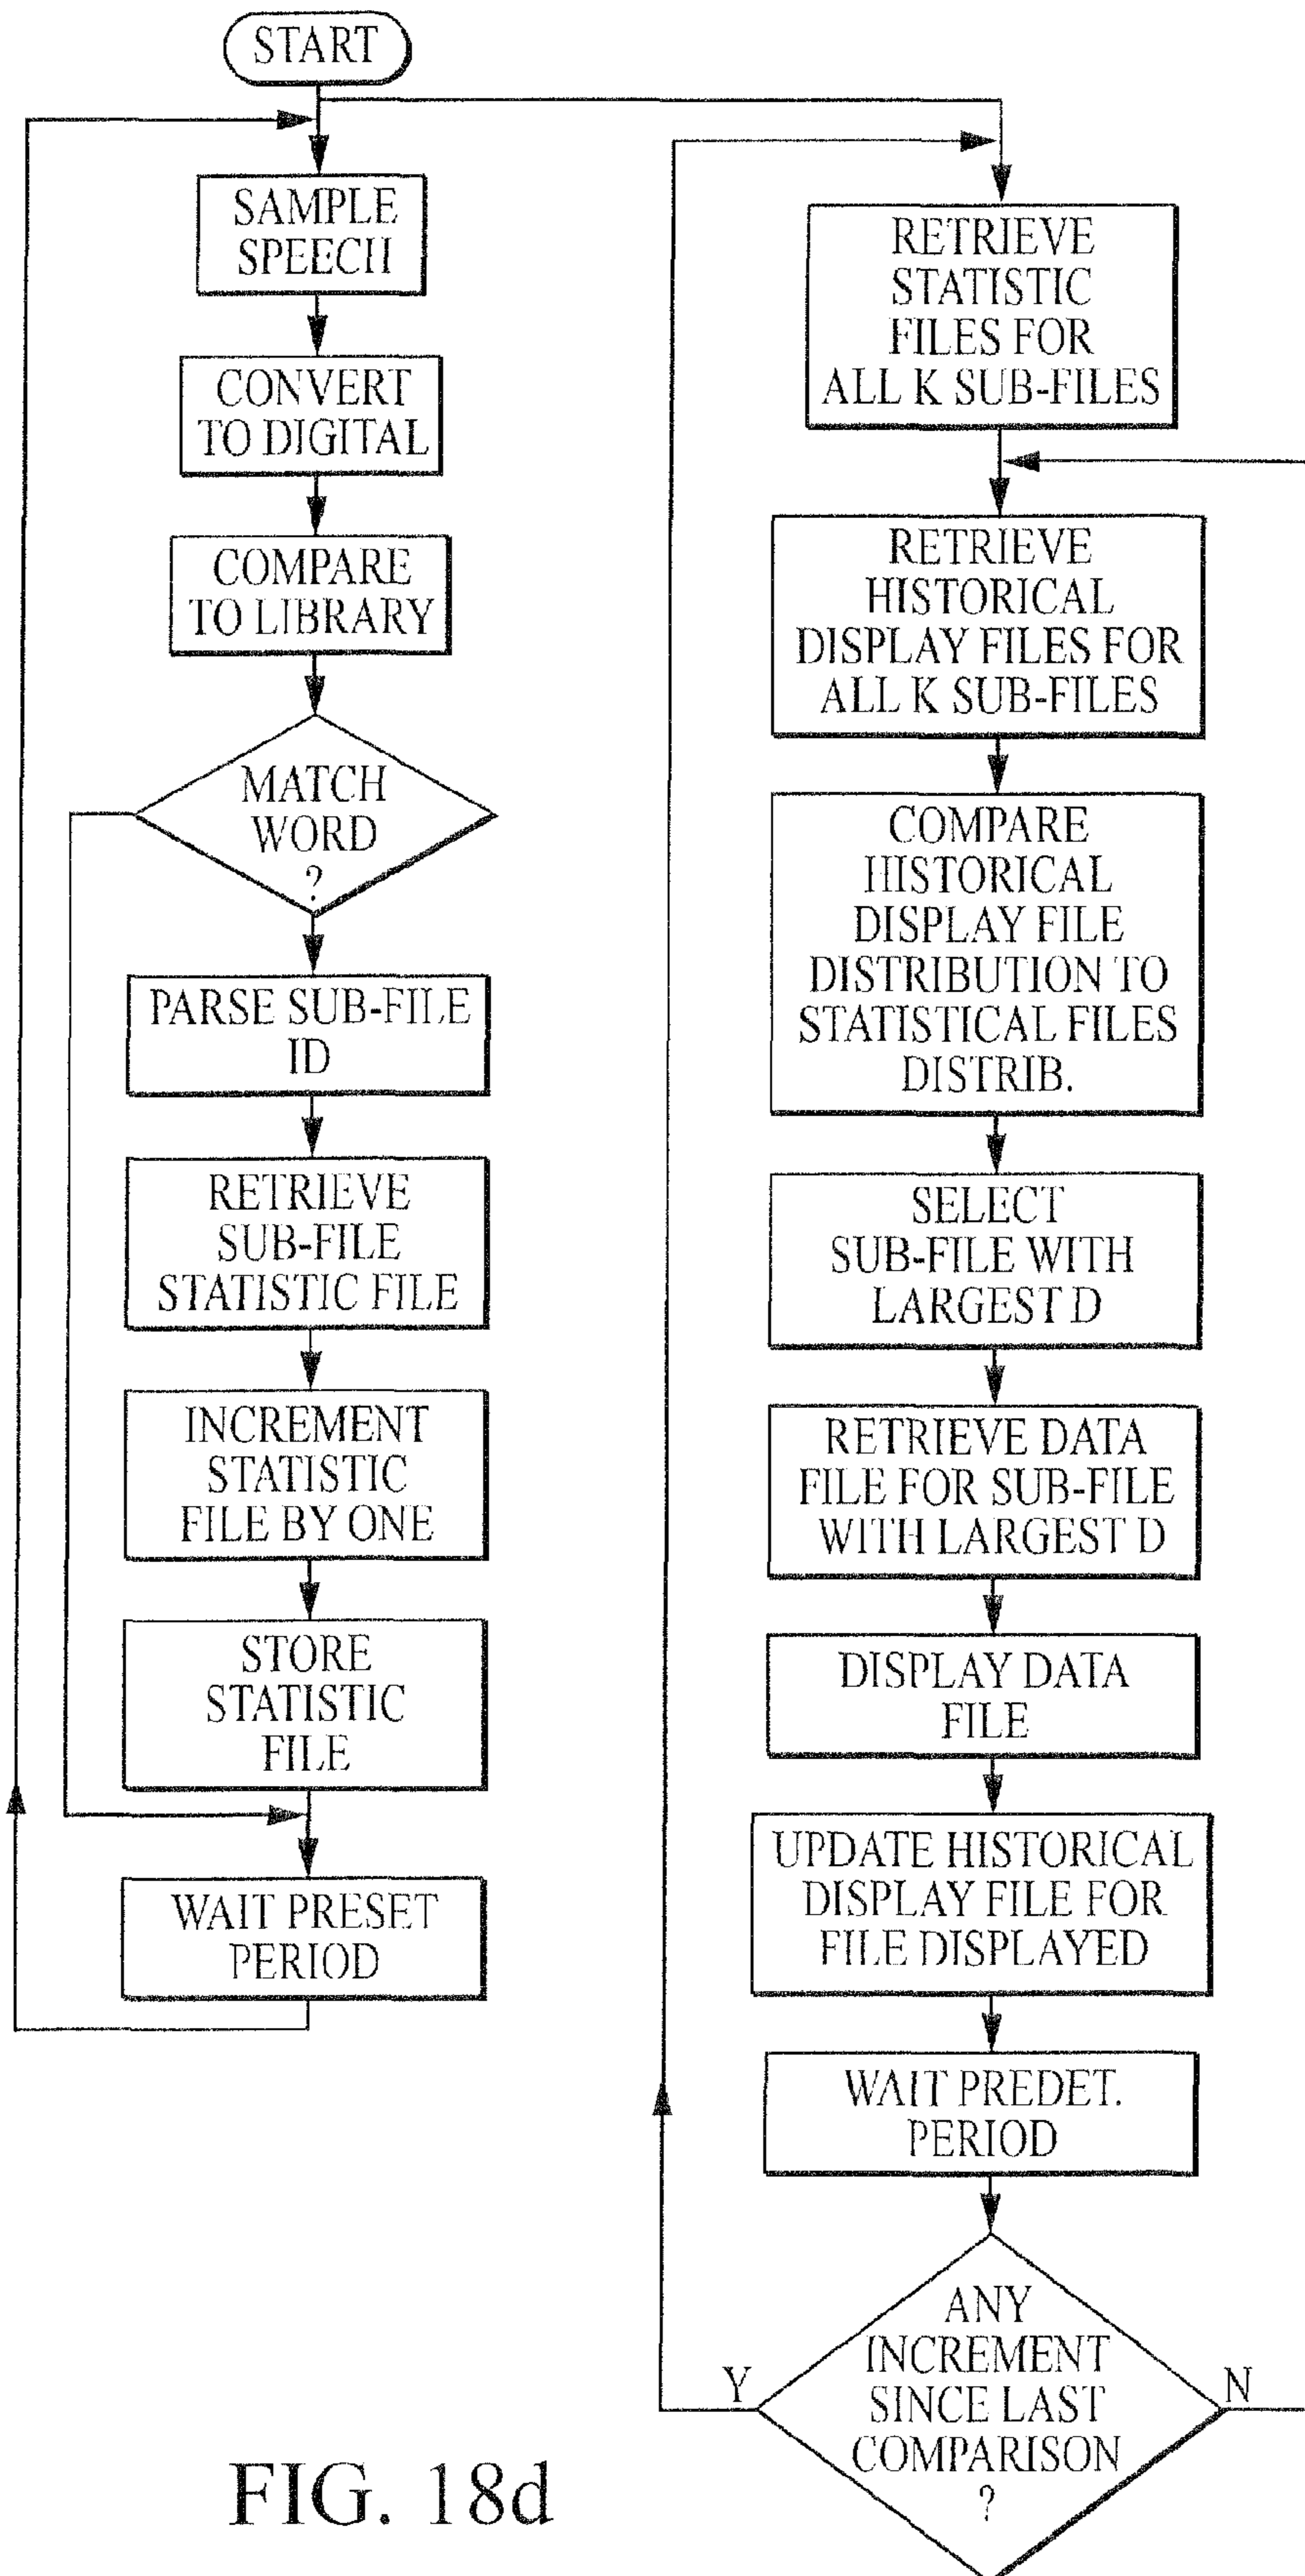 START
SAMPLE
SPEECH
CONVERT
TO DIGITAL
COMPARE
TO LIBRARY
MATCH
WORD
?
PARSE SUB-FILE
ID
RETRIEVE
SUB-FILE
STATISTIC FILE
INCREMENT
STATISTIC
FILE BY ONE
STORE
STATISTIC
FILE
WAIT PRESET
PERIOD
RETRIEVE
STATISTIC
FILES FOR
ALL K SUB-FILES
RETRIEVE
HISTORICAL
DISPLAY FILES FOR
ALL K SUB-FILES
COMPARE
HISTORICAL
DISPLAY FILE
DISTRIBUTION TO
STATISTICAL FILES
DISTRIB.
SELECT
SUB-FILE WITH
LARGEST D
RETRIEVE DATA
FILE FOR SUB-FILE
WITH LARGEST D
DISPLAY DATA
FILE
UPDATE HISTORICAL
DISPLAY FILE FOR
FILE DISPLAYED
WAIT PREDET.
PERIOD
ANY
INCREMENT
SINCE LAST
COMPARISON
?
Y
N
FIG. 18d